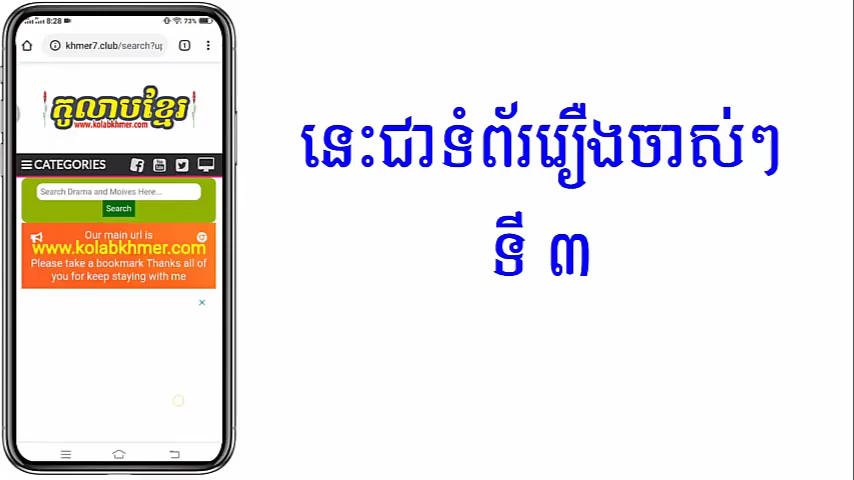 8:28
73%
khmer7.club/search?up
1
កូលាបខ្មែរ
www.kolabkhmer.com
CATEGORIES
Search Drama and Moives Here...
Search
Our main url is
www.kolabkhmer.com
Please take a bookmark Thanks all of
you for keep staying with me
នេះជាទំព័ររឿងចាស់ៗ
ទី ៣